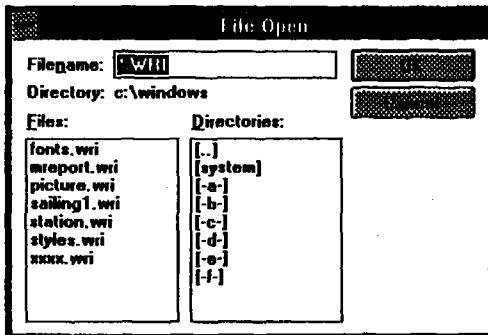 File Open
Filename: *.WRI
Directory: c:\windows
Files: Directories:
fonts.wri
mreport.wri
picture.wri
sailing1.wri
station.wri
styles.wri
xxxx.wri
[..]
[system]
[-a-]
[-b-]
[-c-]
[-d-]
[-e-]
[-f-]